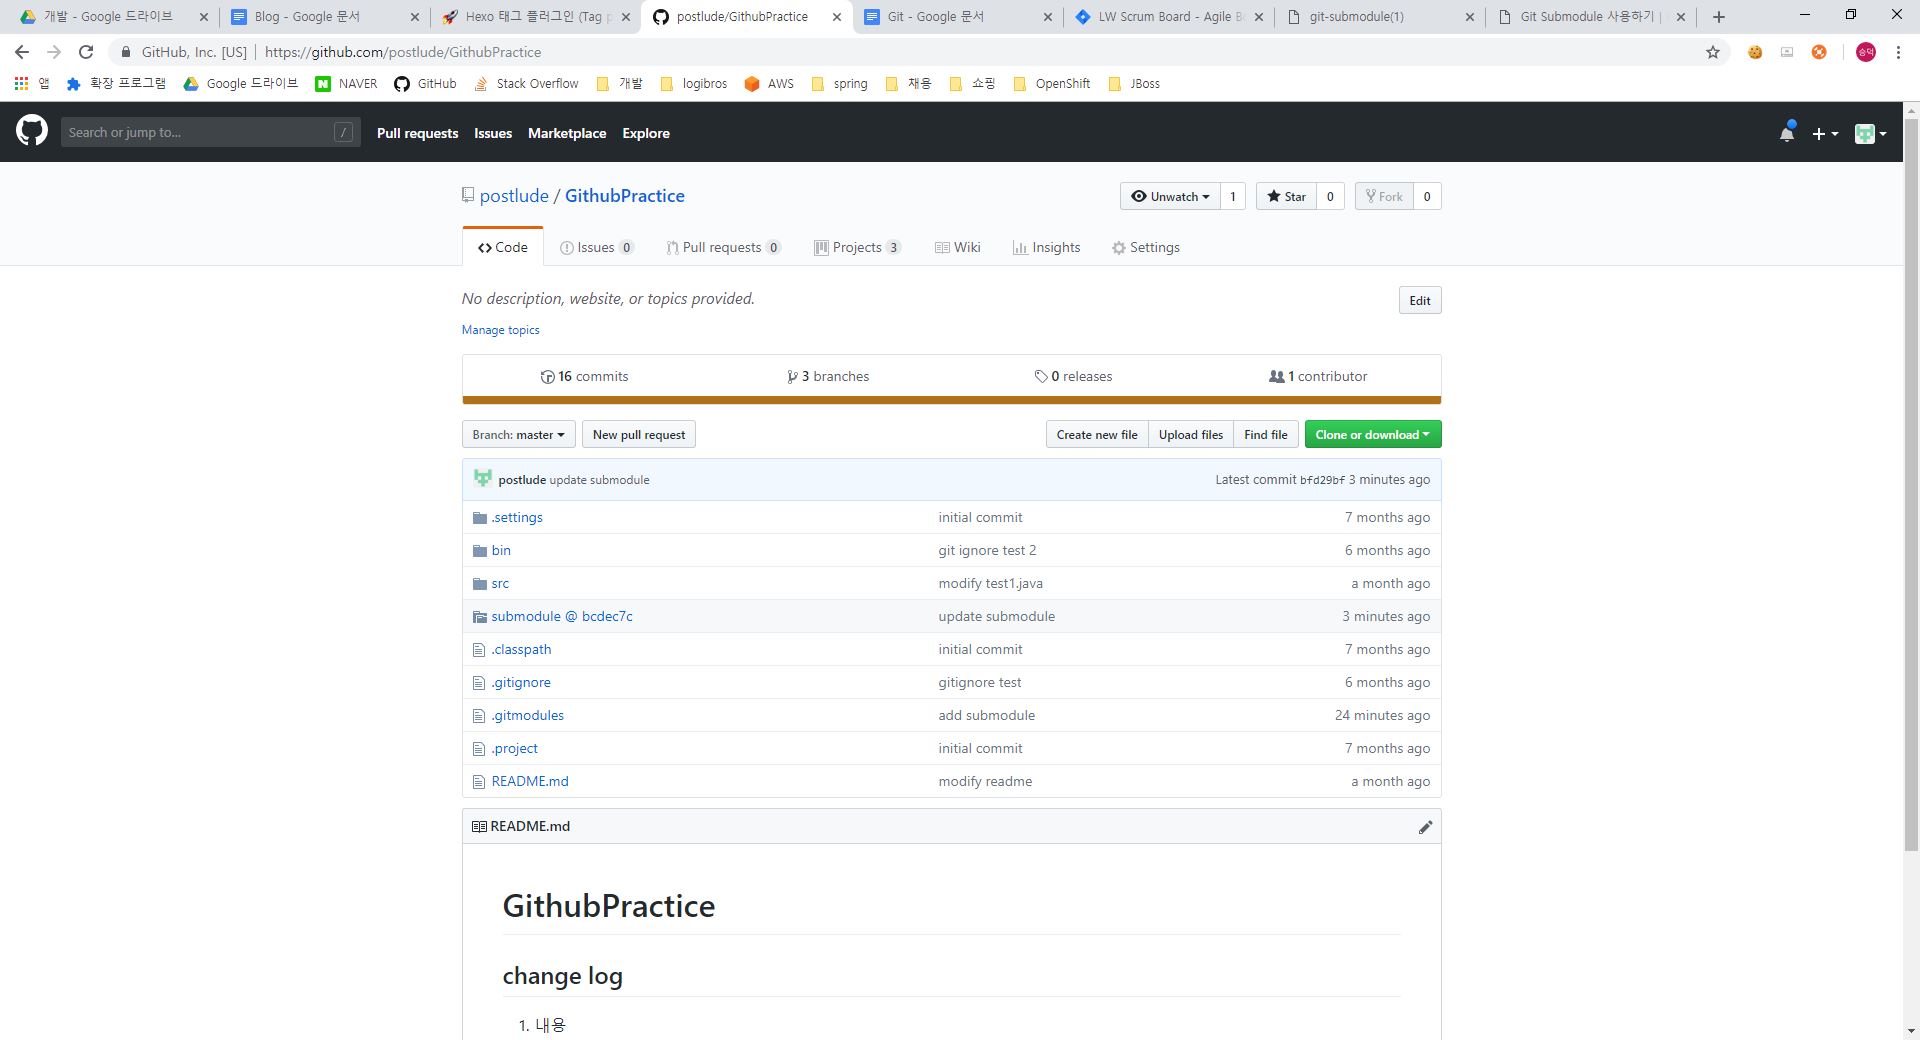 개발 - Google 드라이브
Blog - Google 문서
Hexo 태그 플러그인 (Tag p
postlude/GithubPractice
Git - Google 문서
LW Scrum Board - Agile Bo
git-submodule(1)
Git Submodule 사용하기 |
GitHub, Inc. [US] | https://github.com/postlude/GithubPractice
승덕
앱 확장 프로그램 Google 드라이브 NAVER GitHub Stack Overflow 개발 logibros AWS spring 채용 쇼핑 OpenShift JBoss
Search or jump to... / Pull requests Issues Marketplace Explore
postlude / GithubPractice
Unwatch 1 Star 0 Fork 0
Code Issues 0 Pull requests 0 Projects 3 Wiki Insights Settings
No description, website, or topics provided.
Edit
Manage topics
16 commits 3 branches 0 releases 1 contributor
Branch: master New pull request Create new file Upload files Find file Clone or download
postlude update submodule Latest commit bfd29bf 3 minutes ago
.settings initial commit 7 months ago
bin git ignore test 2 6 months ago
src modify test1.java a month ago
submodule @ bcdec7c update submodule 3 minutes ago
.classpath initial commit 7 months ago
.gitignore gitignore test 6 months ago
.gitmodules add submodule 24 minutes ago
.project initial commit 7 months ago
README.md modify readme a month ago
README.md
GithubPractice
change log
1. 내용